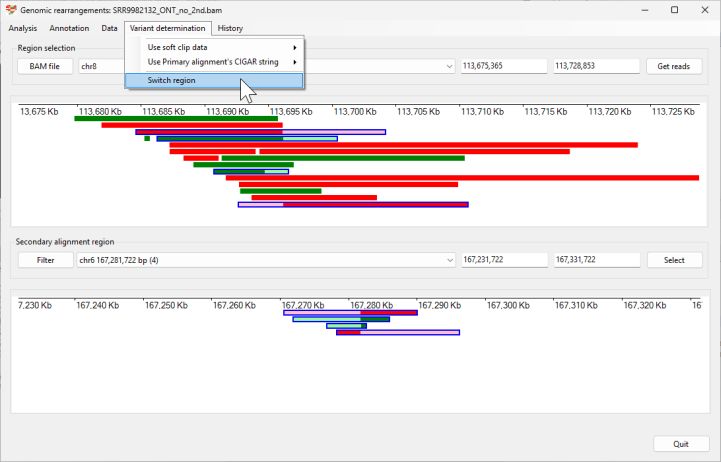 Genomic rearrangements: SRR9982132_ONT_no_2nd.bam
Analysis Annotation Data Variant determination History
Use soft clip data
Use Primary alignment's CIGAR string
Switch region
Region selection
BAM file chr8 113,675,365 113,728,853 Get reads
13,675 Kb 113,680 Kb 113,685 Kb 113,690 Kb 113,695 Kb 113,700 Kb 113,705 Kb 113,710 Kb 113,715 Kb 113,720 Kb 113,725 Kb
Secondary alignment region
Filter chr6 167,281,722 bp (4) 167,231,722 167,331,722 Select
7,230 Kb 167,240 Kb 167,250 Kb 167,260 Kb 167,270 Kb 167,280 Kb 167,290 Kb 167,300 Kb 167,310 Kb 167,320 Kb 16
Quit